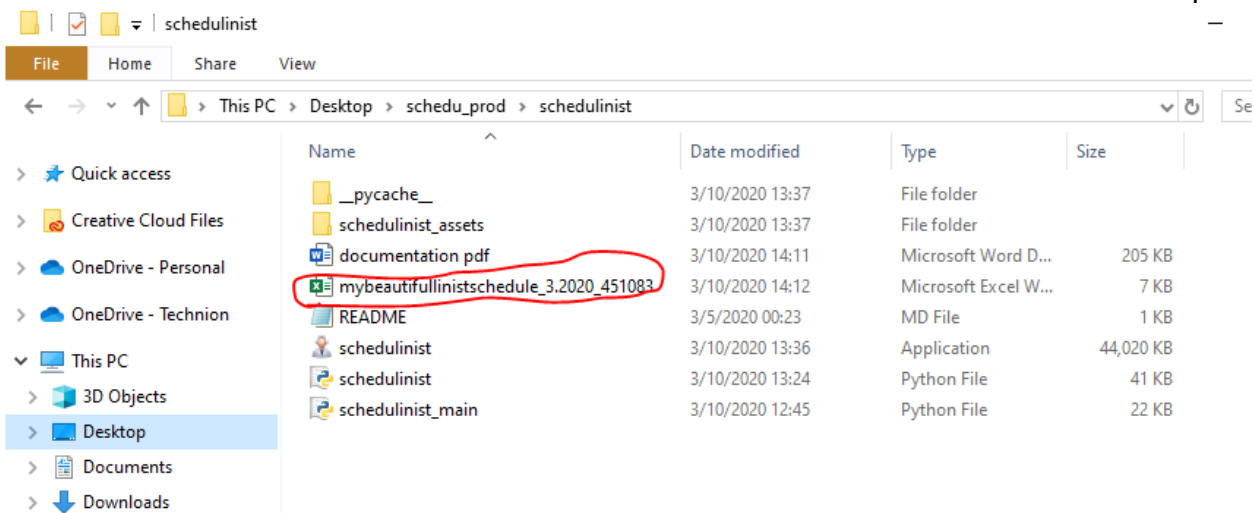 schedulinist
File Home Share View
This PC > Desktop > schedu_prod > schedulinist Se
Name Date modified Type Size
Quick access
__pycache__ 3/10/2020 13:37 File folder
Creative Cloud Files
schedulinist_assets 3/10/2020 13:37 File folder
documentation pdf 3/10/2020 14:11 Microsoft Word D... 205 KB
OneDrive - Personal
mybeautifullinistschedule_3.2020_451083 3/10/2020 14:12 Microsoft Excel W... 7 KB
OneDrive - Technion
README 3/5/2020 00:23 MD File 1 KB
schedulinist 3/10/2020 13:36 Application 44,020 KB
This PC
schedulinist 3/10/2020 13:24 Python File 41 KB
3D Objects
schedulinist_main 3/10/2020 12:45 Python File 22 KB
Desktop
Documents
Downloads